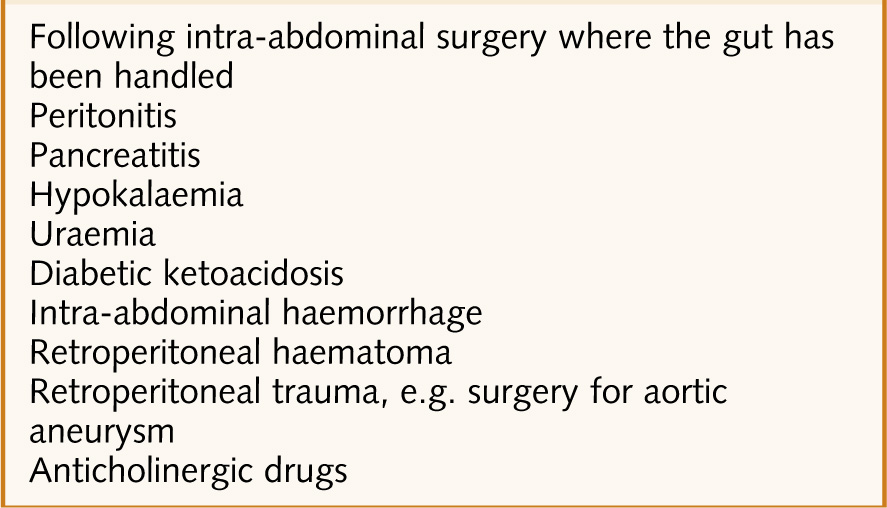 Following intra-abdominal surgery where the gut has
been handled
Peritonitis
Pancreatitis
Hypokalaemia
Uraemia
Diabetic ketoacidosis
Intra-abdominal haemorrhage
Retroperitoneal haematoma
Retroperitoneal trauma, e.g. surgery for aortic
aneurysm
Anticholinergic drugs